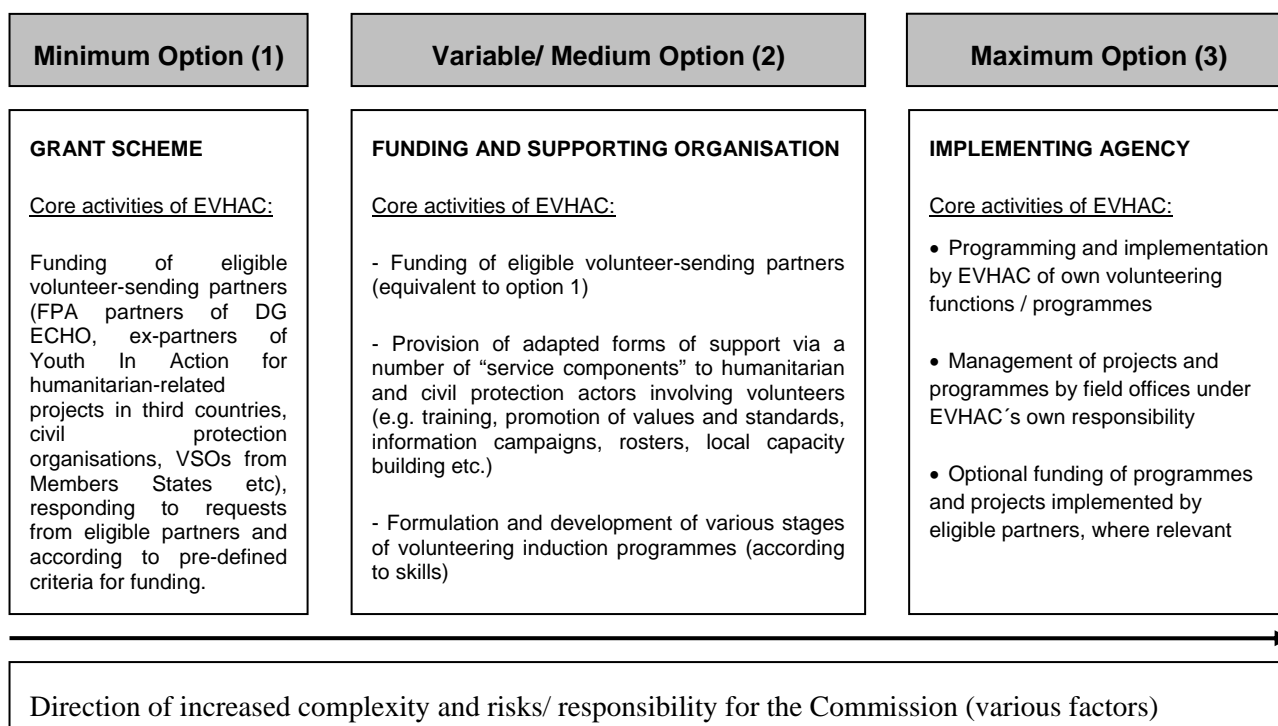 Minimum Option (1)
Variable/ Medium Option (2)
Maximum Option (3)
GRANT SCHEME
Core activities of EVHAC:
Funding of eligible
volunteer-sending partners
(FPA partners of DG
ECHO, ex-partners of
Youth In Action for
humanitarian-related
projects in third countries,
civil protection
organisations, VSOs from
Members States etc),
responding to requests
from eligible partners and
according to pre-defined
criteria for funding.
FUNDING AND SUPPORTING ORGANISATION
Core activities of EVHAC:
- Funding of eligible volunteer-sending partners
(equivalent to option 1)
- Provision of adapted forms of support via a
number of “service components” to humanitarian
and civil protection actors involving volunteers
(e.g. training, promotion of values and standards,
information campaigns, rosters, local capacity
building etc.)
- Formulation and development of various stages
of volunteering induction programmes (according
to skills)
IMPLEMENTING AGENCY
Core activities of EVHAC:
• Programming and implementation
by EVHAC of own volunteering
functions / programmes
• Management of projects and
programmes by field offices under
EVHAC´s own responsibility
• Optional funding of programmes
and projects implemented by
eligible partners, where relevant
Direction of increased complexity and risks/ responsibility for the Commission (various factors)